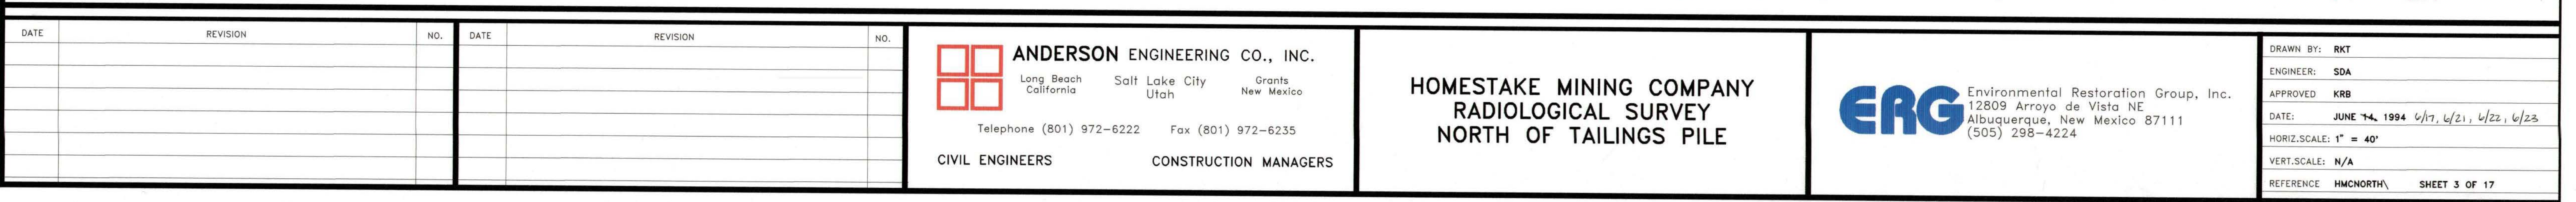 DATE REVISION NO. DATE REVISION NO.
ANDERSON ENGINEERING CO., INC.
Long Beach California
Salt Lake City Utah
Grants New Mexico
Telephone (801) 972-6222 Fax (801) 972-6235
CIVIL ENGINEERS CONSTRUCTION MANAGERS
HOMESTAKE MINING COMPANY
RADIOLOGICAL SURVEY
NORTH OF TAILINGS PILE
ERG
Environmental Restoration Group, Inc.
12809 Arroyo de Vista NE
Albuquerque, New Mexico 87111
(505) 298-4224
DRAWN BY: RKT
ENGINEER: SDA
APPROVED KRB
DATE: JUNE 14, 1994 6/17, 6/21, 6/22, 6/23
HORIZ.SCALE: 1" = 40'
VERT.SCALE: N/A
REFERENCE HMCNORTH\ SHEET 3 OF 17